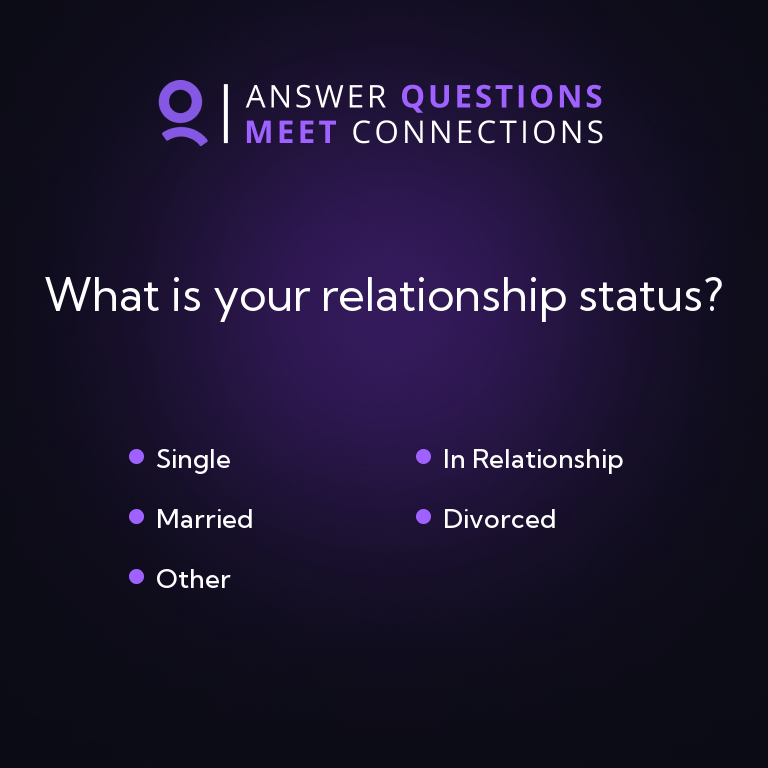 ANSWER QUESTIONS
MEET CONNECTIONS
What is your relationship status?
Single
In Relationship
Married
Divorced
Other